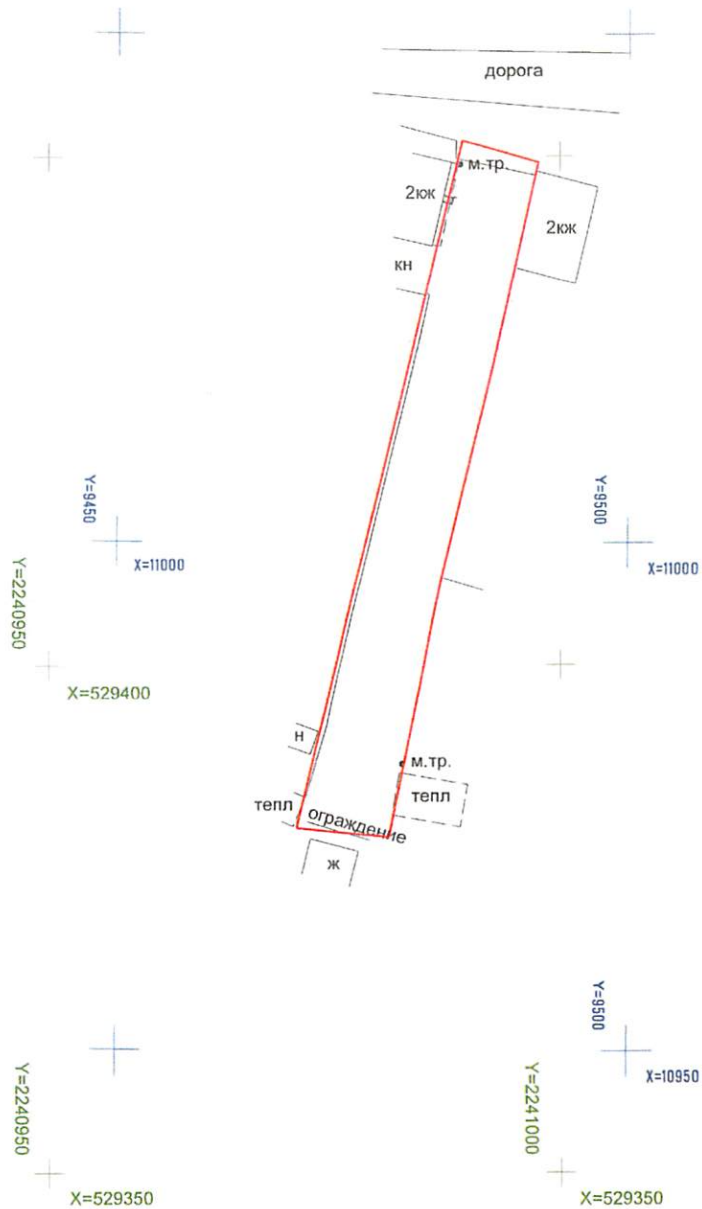 дорога
м.тр.
2кж
2кж
кн
Y=9450
X=11000
Y=9500
X=11000
Y=2240950
X=529400
н
м.тр.
тепл
тепл
ограждение
ж
Y=9500
X=10950
Y=2240950
X=529350
Y=2241000
X=529350